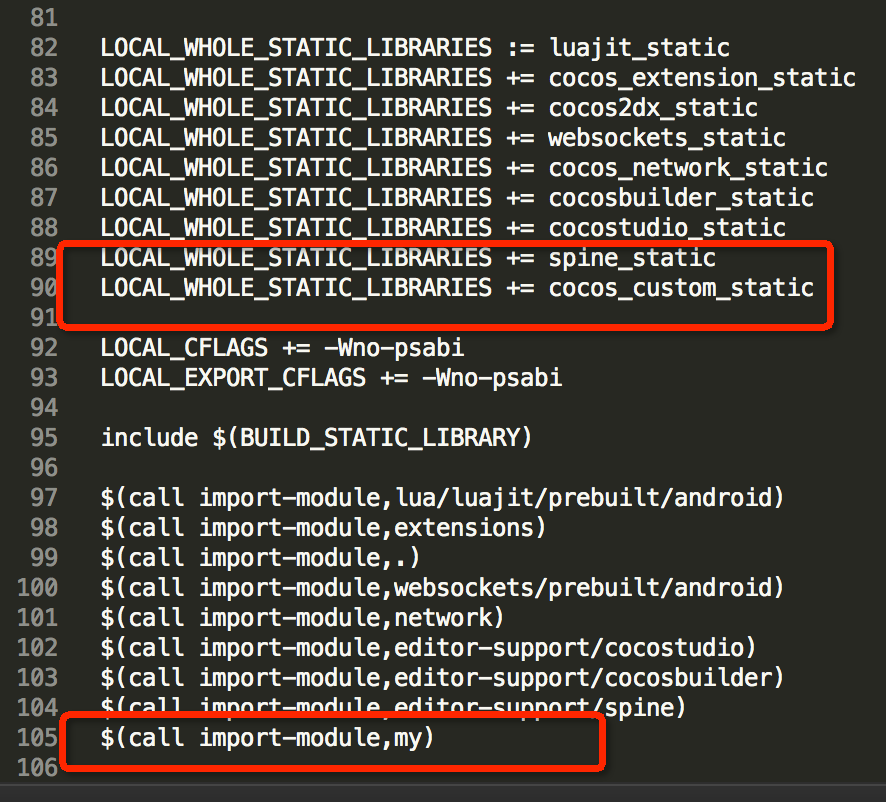 81
82 LOCAL_WHOLE_STATIC_LIBRARIES := luajit_static
83 LOCAL_WHOLE_STATIC_LIBRARIES += cocos_extension_static
84 LOCAL_WHOLE_STATIC_LIBRARIES += cocos2dx_static
85 LOCAL_WHOLE_STATIC_LIBRARIES += websockets_static
86 LOCAL_WHOLE_STATIC_LIBRARIES += cocos_network_static
87 LOCAL_WHOLE_STATIC_LIBRARIES += cocosbuilder_static
88 LOCAL_WHOLE_STATIC_LIBRARIES += cocostudio_static
89 LOCAL_WHOLE_STATIC_LIBRARIES += spine_static
90 LOCAL_WHOLE_STATIC_LIBRARIES += cocos_custom_static
91
92 LOCAL_CFLAGS += -Wno-psabi
93 LOCAL_EXPORT_CFLAGS += -Wno-psabi
94
95 include $(BUILD_STATIC_LIBRARY)
96
97 $(call import-module,lua/luajit/prebuilt/android)
98 $(call import-module,extensions)
99 $(call import-module,.)
100 $(call import-module,websockets/prebuilt/android)
101 $(call import-module,network)
102 $(call import-module,editor-support/cocostudio)
103 $(call import-module,editor-support/cocosbuilder)
104 $(call import-module,editor-support/spine)
105 $(call import-module,my)
106